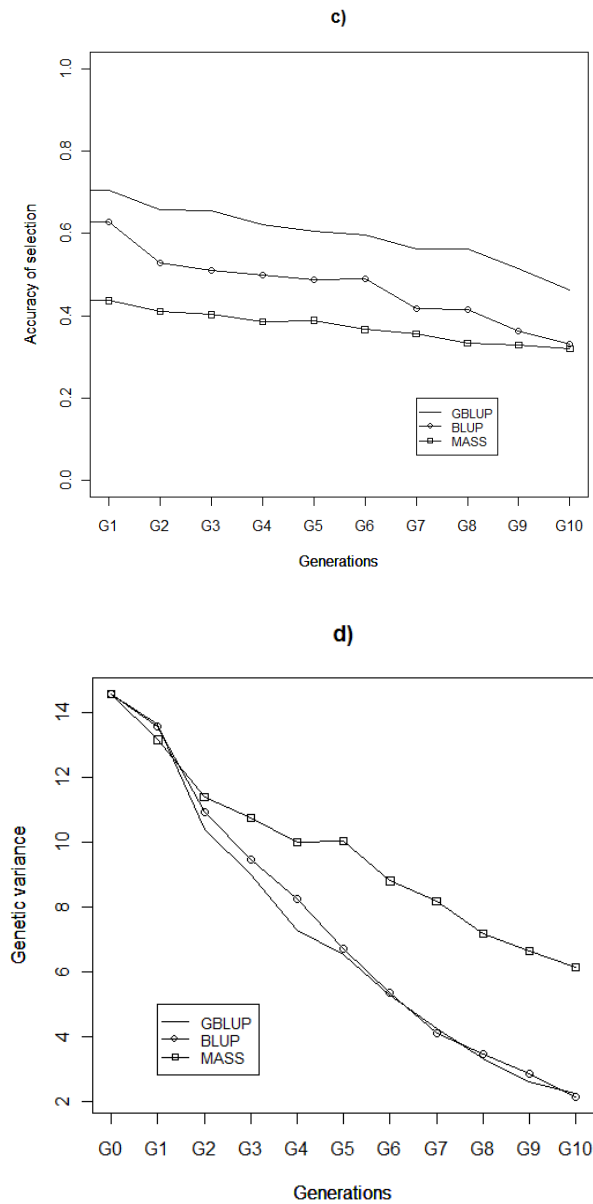 c)
Accuracy of selection
1.0
0.8
0.6
0.4
0.2
0.0
GBLUP
BLUP
MASS
G1 G2 G3 G4 G5 G6 G7 G8 G9 G10
Generations
d)
Genetic variance
14
12
10
8
6
4
2
GBLUP
BLUP
MASS
G0 G1 G2 G3 G4 G5 G6 G7 G8 G9 G10
Generations